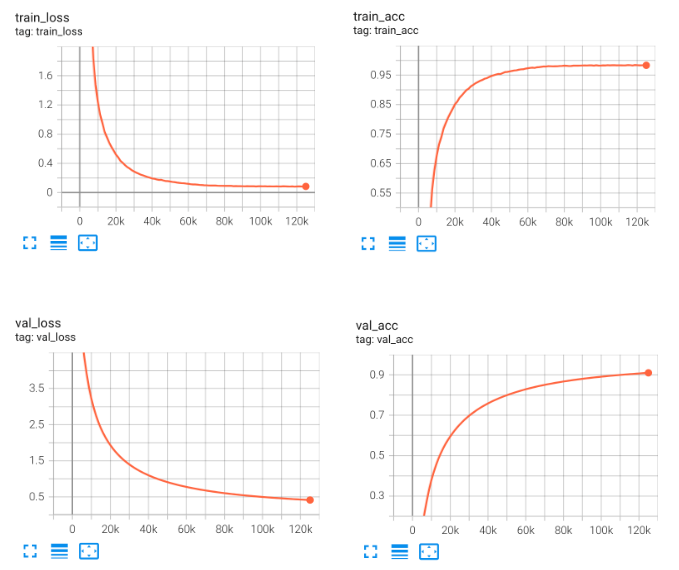 train_loss
tag: train_loss
1.6
1.2
0.8
0.4
0
0 20k 40k 60k 80k 100k 120k
train_acc
tag: train_acc
0.95
0.85
0.75
0.65
0.55
0 20k 40k 60k 80k 100k 120k
val_loss
tag: val_loss
3.5
2.5
1.5
0.5
0 20k 40k 60k 80k 100k 120k
val_acc
tag: val_acc
0.9
0.7
0.5
0.3
0 20k 40k 60k 80k 100k 120k